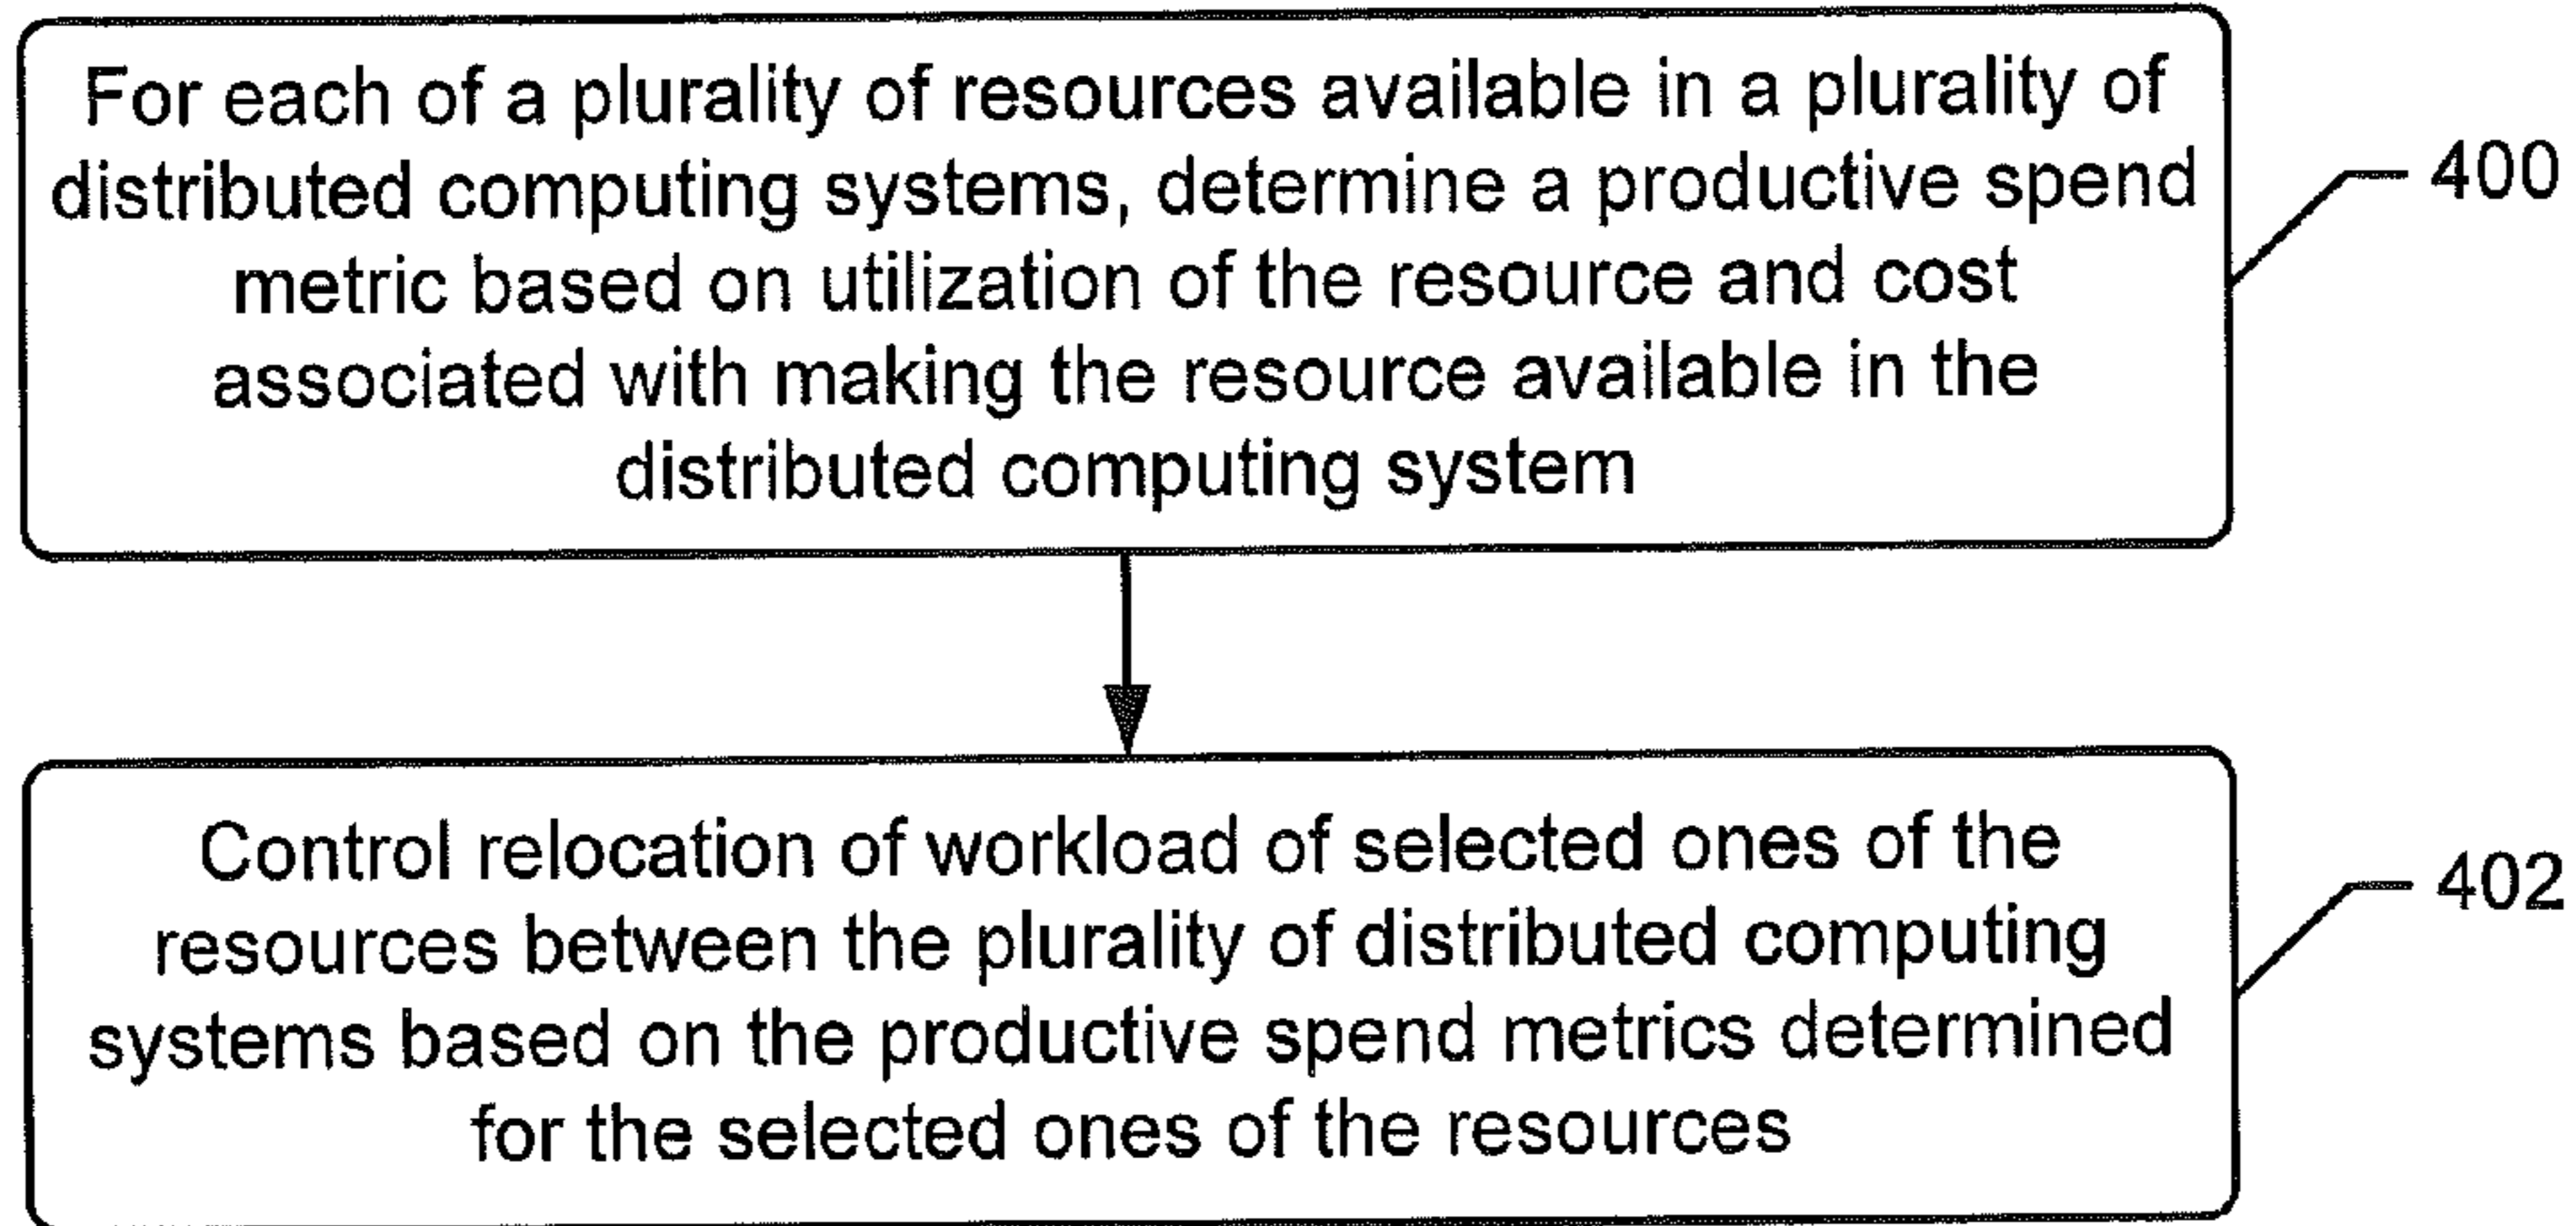 For each of a plurality of resources available in a plurality of
distributed computing systems, determine a productive spend
metric based on utilization of the resource and cost
associated with making the resource available in the
distributed computing system
400
Control relocation of workload of selected ones of the
resources between the plurality of distributed computing
systems based on the productive spend metrics determined
for the selected ones of the resources
402